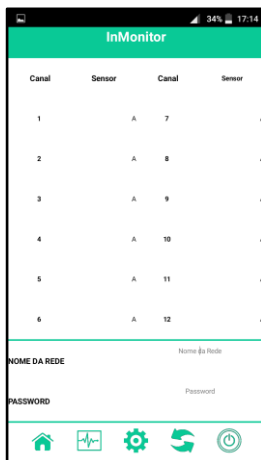 34% 17:14
InMonitor
Canal Sensor Canal Sensor
1 A 7
2 A 8
3 A 9
4 A 10
5 A 11
6 A 12
Nome da Rede
NOME DA REDE
Password
PASSWORD